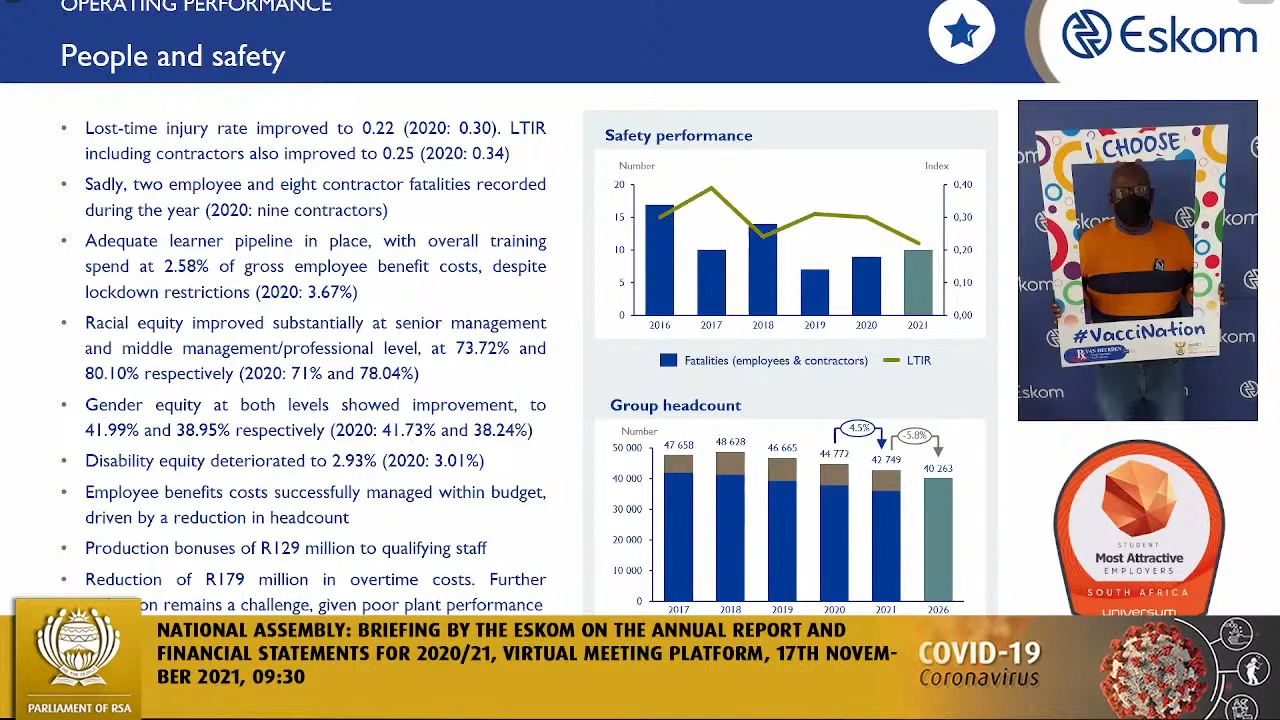 OPERATING PERFORMANCE
People and safety
Eskom
• Lost-time injury rate improved to 0.22 (2020: 0.30). LTIR
including contractors also improved to 0.25 (2020: 0.34)
• Sadly, two employee and eight contractor fatalities recorded
during the year (2020: nine contractors)
• Adequate learner pipeline in place, with overall training
spend at 2.58% of gross employee benefit costs, despite
lockdown restrictions (2020: 3.67%)
• Racial equity improved substantially at senior management
and middle management/professional level, at 73.72% and
80.10% respectively (2020: 71% and 78.04%)
• Gender equity at both levels showed improvement, to
41.99% and 38.95% respectively (2020: 41.73% and 38.24%)
• Disability equity deteriorated to 2.93% (2020: 3.01%)
• Employee benefits costs successfully managed within budget,
driven by a reduction in headcount
• Production bonuses of R129 million to qualifying staff
• Reduction of R179 million in overtime costs. Further
remains a challenge, given poor plant performance
Safety performance
Number Index
20 0,40
15 0,30
10 0,20
5 0,10
0 0,00
2016 2017 2018 2019 2020 2021
Fatalities (employees & contractors) LTIR
Group headcount
Number
-4.5% -5.8%
47 658 48 628 46 665 44 772 42 749 40 263
50 000
40 000
30 000
20 000
10 000
0
2017 2018 2019 2020 2021 2026
I CHOOSE
#VacciNation
VAN HEERDEN
STUDENT
Most Attractive
EMPLOYERS
SOUTH AFRICA
universum
PARLIAMENT OF RSA
NATIONAL ASSEMBLY: BRIEFING BY THE ESKOM ON THE ANNUAL REPORT AND
FINANCIAL STATEMENTS FOR 2020/21, VIRTUAL MEETING PLATFORM, 17TH NOVEM-
BER 2021, 09:30
COVID-19
Coronavirus